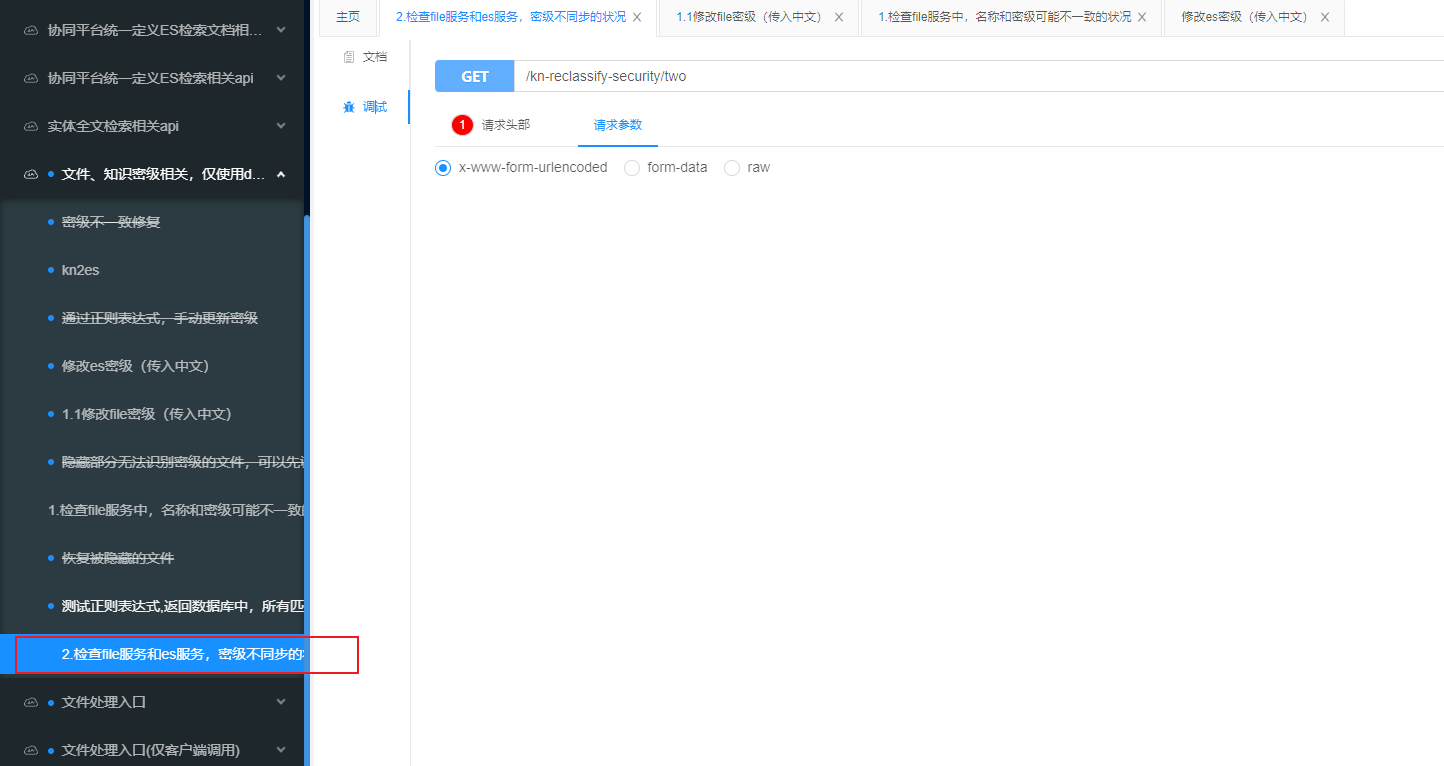 协同平台统一定义ES检索文档相...
协同平台统一定义ES检索相关api
实体全文检索相关api
文件、知识密级相关，仅使用d...
密级不一致修复
kn2es
通过正则表达式，手动更新密级
修改es密级（传入中文）
1.1修改file密级（传入中文）
隐藏部分无法识别密级的文件，可以先
1.检查file服务中，名称和密级可能不一致的
恢复被隐藏的文件
测试正则表达式,返回数据库中，所有匹
2.检查file服务和es服务，密级不同步的
文件处理入口
文件处理入口(仅客户端调用)
主页
2.检查file服务和es服务，密级不同步的状况
1.1修改file密级（传入中文）
1.检查file服务中，名称和密级可能不一致的状况
修改es密级（传入中文）
文档
调试
GET
/kn-reclassify-security/two
1 请求头部
请求参数
x-www-form-urlencoded
form-data
raw